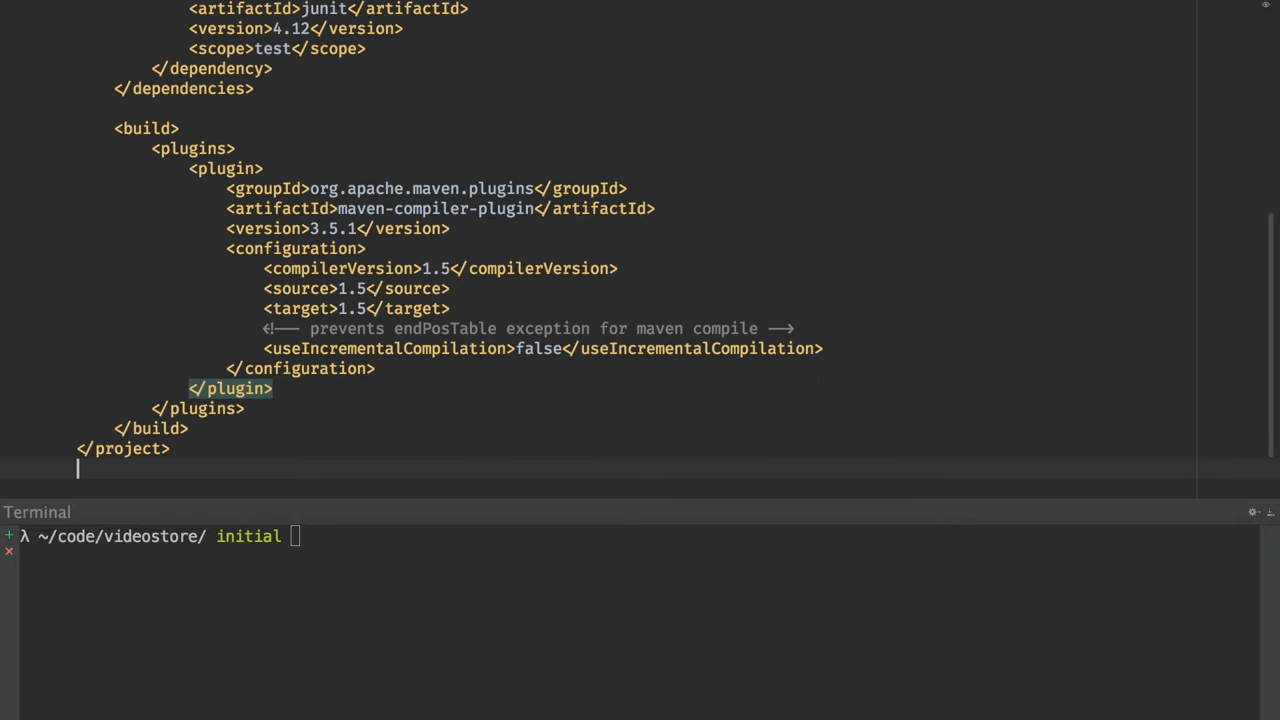 <artifactId>junit</artifactId>
<version>4.12</version>
<scope>test</scope>
</dependency>
</dependencies>
<build>
<plugins>
<plugin>
<groupId>org.apache.maven.plugins</groupId>
<artifactId>maven-compiler-plugin</artifactId>
<version>3.5.1</version>
<configuration>
<compilerVersion>1.5</compilerVersion>
<source>1.5</source>
<target>1.5</target>
<!-- prevents endPosTable exception for maven compile -->
<useIncrementalCompilation>false</useIncrementalCompilation>
</configuration>
</plugin>
</plugins>
</build>
</project>
Terminal
λ ~/code/videostore/ initial